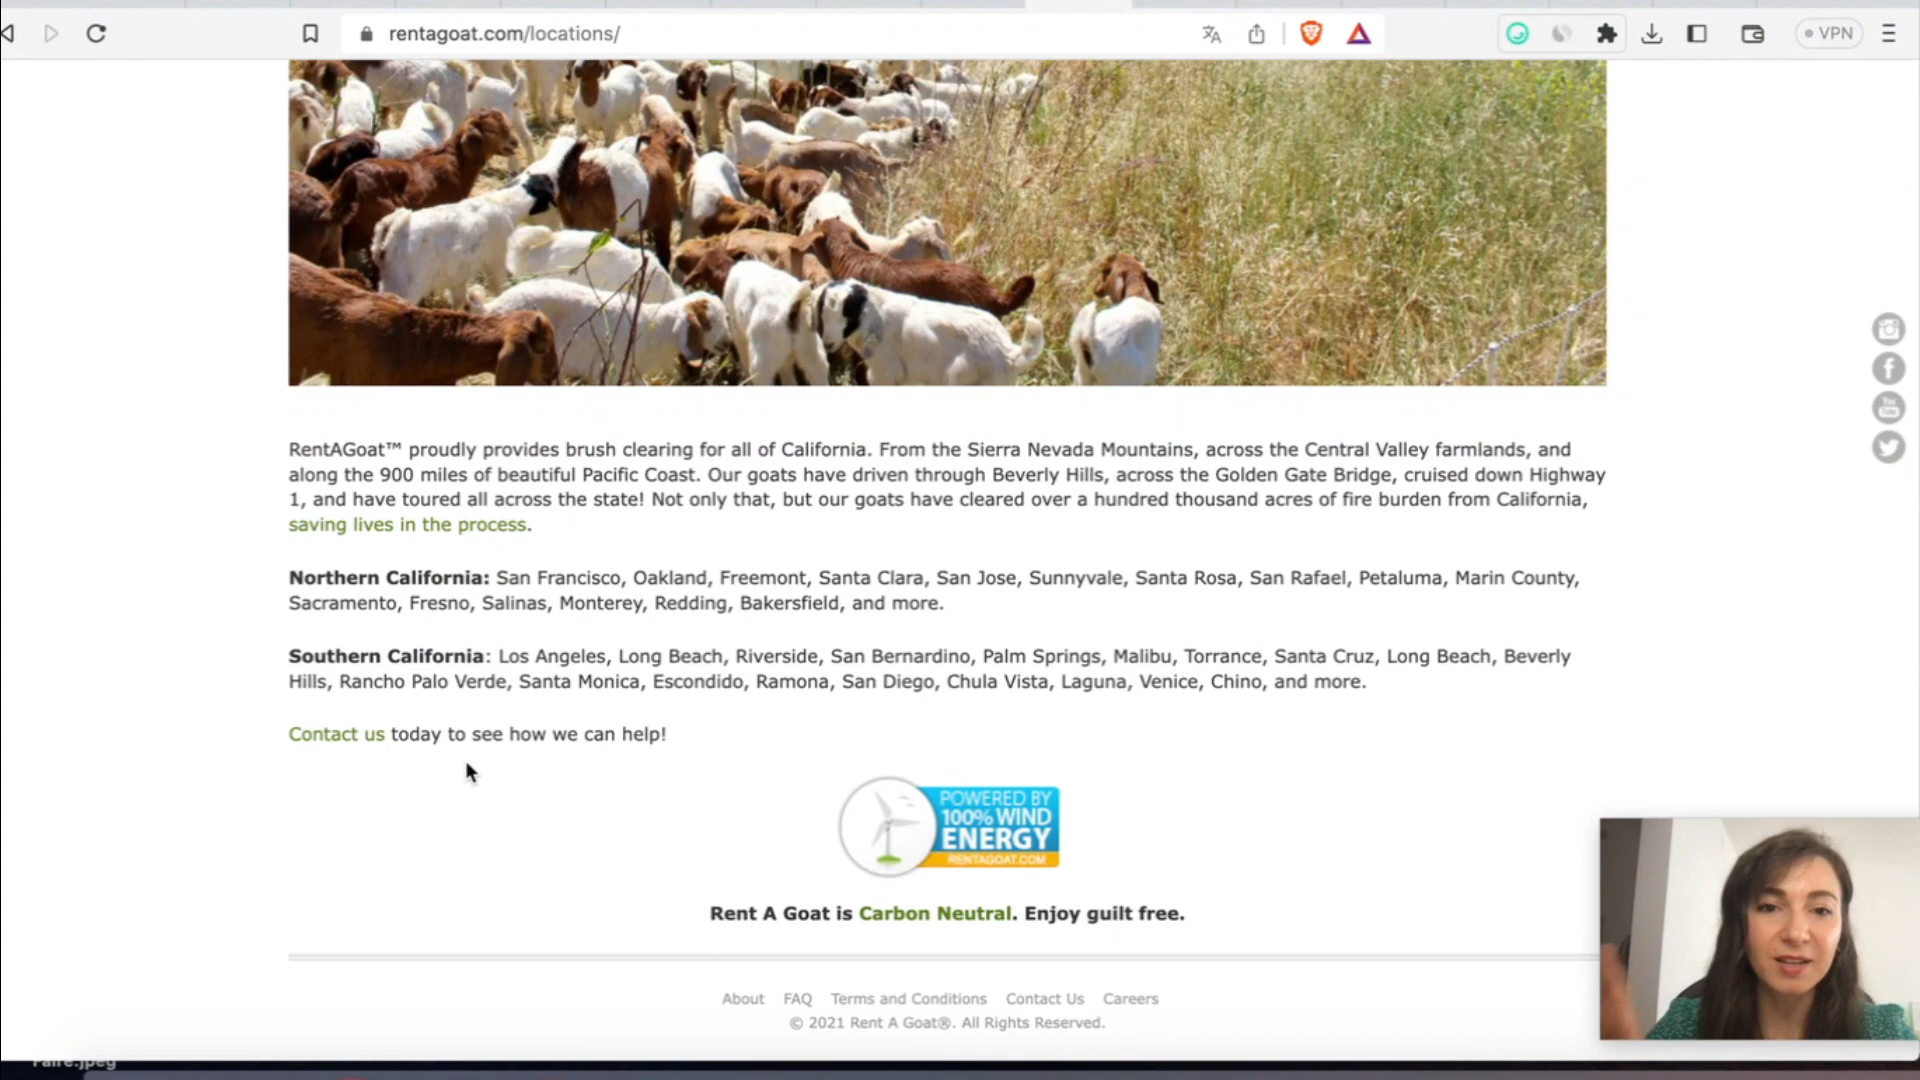 rentagoat.com/locations/
VPN
RentAGoat™ proudly provides brush clearing for all of California. From the Sierra Nevada Mountains, across the Central Valley farmlands, and
along the 900 miles of beautiful Pacific Coast. Our goats have driven through Beverly Hills, across the Golden Gate Bridge, cruised down Highway
1, and have toured all across the state! Not only that, but our goats have cleared over a hundred thousand acres of fire burden from California,
saving lives in the process.
Northern California: San Francisco, Oakland, Freemont, Santa Clara, San Jose, Sunnyvale, Santa Rosa, San Rafael, Petaluma, Marin County,
Sacramento, Fresno, Salinas, Monterey, Redding, Bakersfield, and more.
Southern California: Los Angeles, Long Beach, Riverside, San Bernardino, Palm Springs, Malibu, Torrance, Santa Cruz, Long Beach, Beverly
Hills, Rancho Palo Verde, Santa Monica, Escondido, Ramona, San Diego, Chula Vista, Laguna, Venice, Chino, and more.
Contact us today to see how we can help!
POWERED BY
100% WIND
ENERGY
RENTAGOAT.COM
Rent A Goat is Carbon Neutral. Enjoy guilt free.
About FAQ Terms and Conditions Contact Us Careers
© 2021 Rent A Goat®. All Rights Reserved.
Faire.jpeg